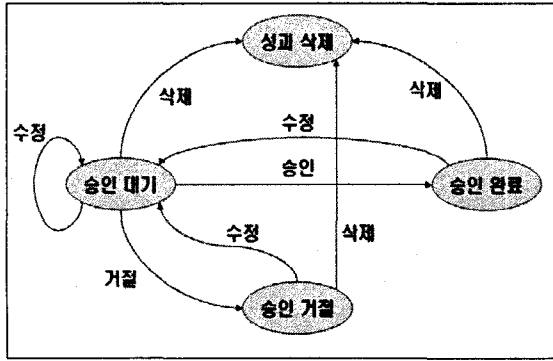 성과 삭제
삭제
삭제
수정
수정
승인
승인 대기
승인 완료
수정
삭제
거절
승인 거절